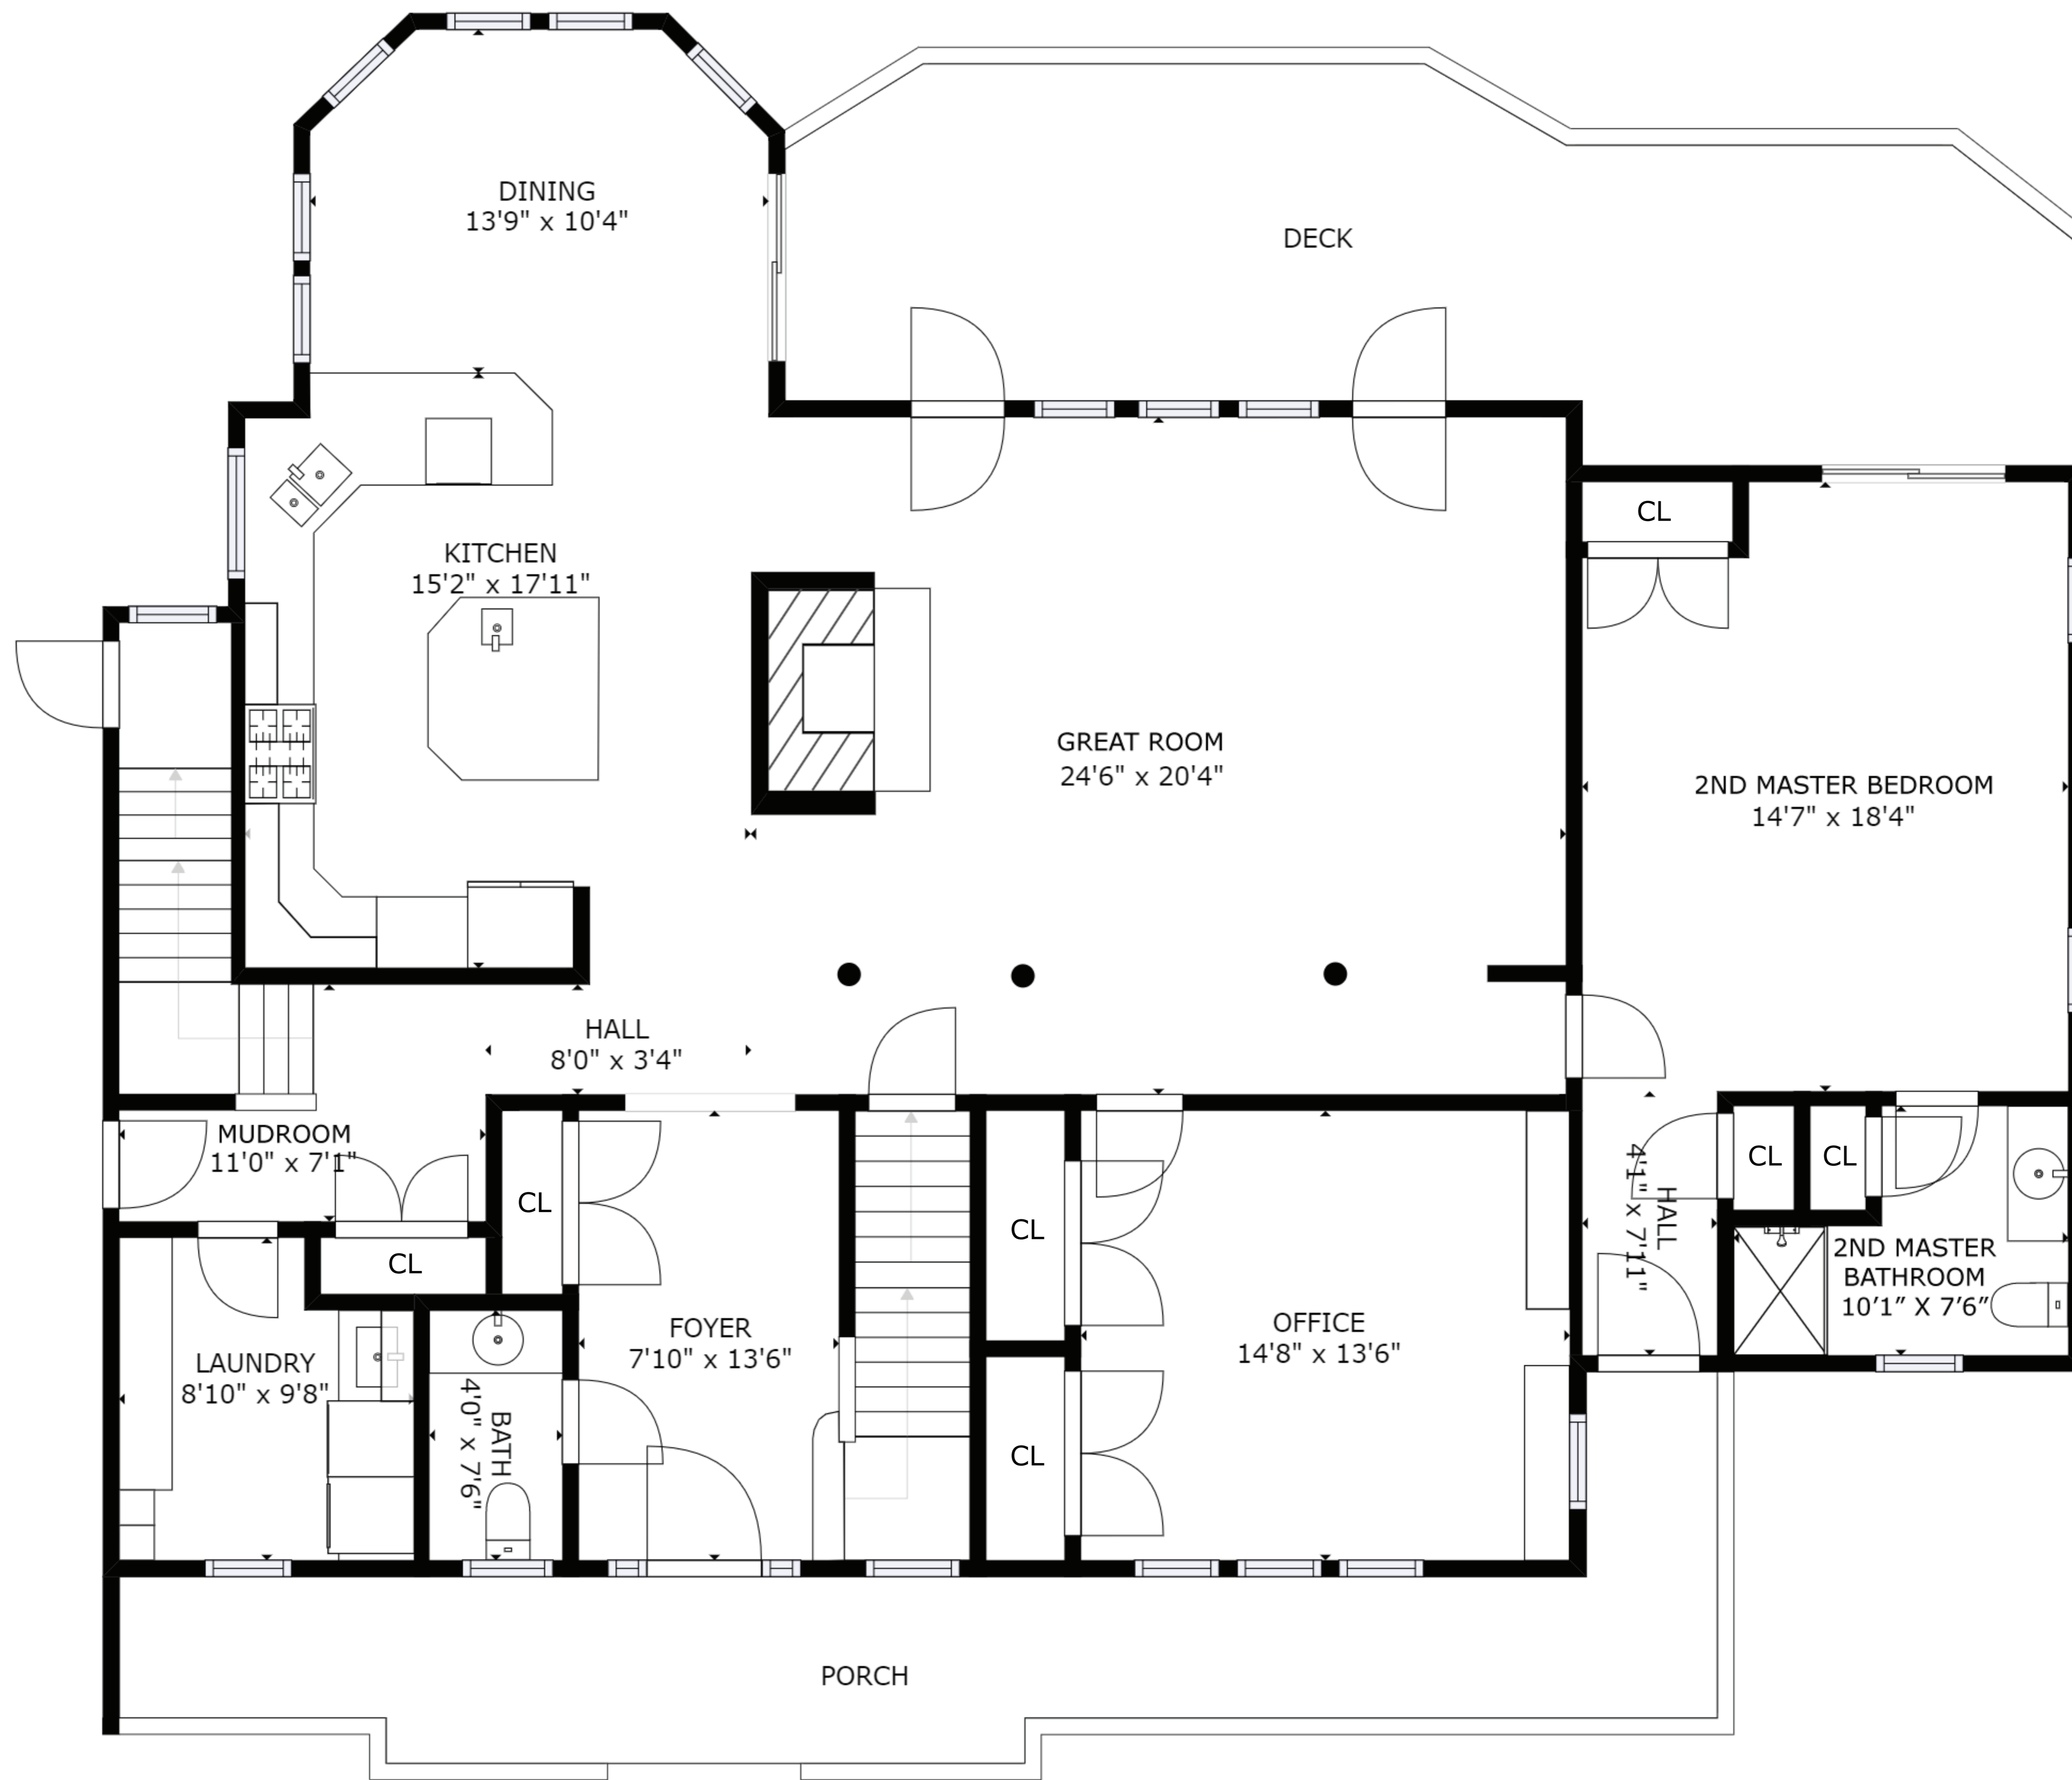 DINING
13'9" x 10'4"
DECK
CL
KITCHEN
15'2" x 17'11"
GREAT ROOM
24'6" x 20'4"
2ND MASTER BEDROOM
14'7" x 18'4"
HALL
8'0" x 3'4"
MUDROOM
11'0" x 7'1"
CL
CL
CL
CL
HALL
4'1" x 7'11"
CL
2ND MASTER
BATHROOM
10’1” X 7’6”
CL
FOYER
7'10" x 13'6"
OFFICE
14'8" x 13'6"
LAUNDRY
8'10" x 9'8"
BATH
4'0" x 7'6"
CL
PORCH